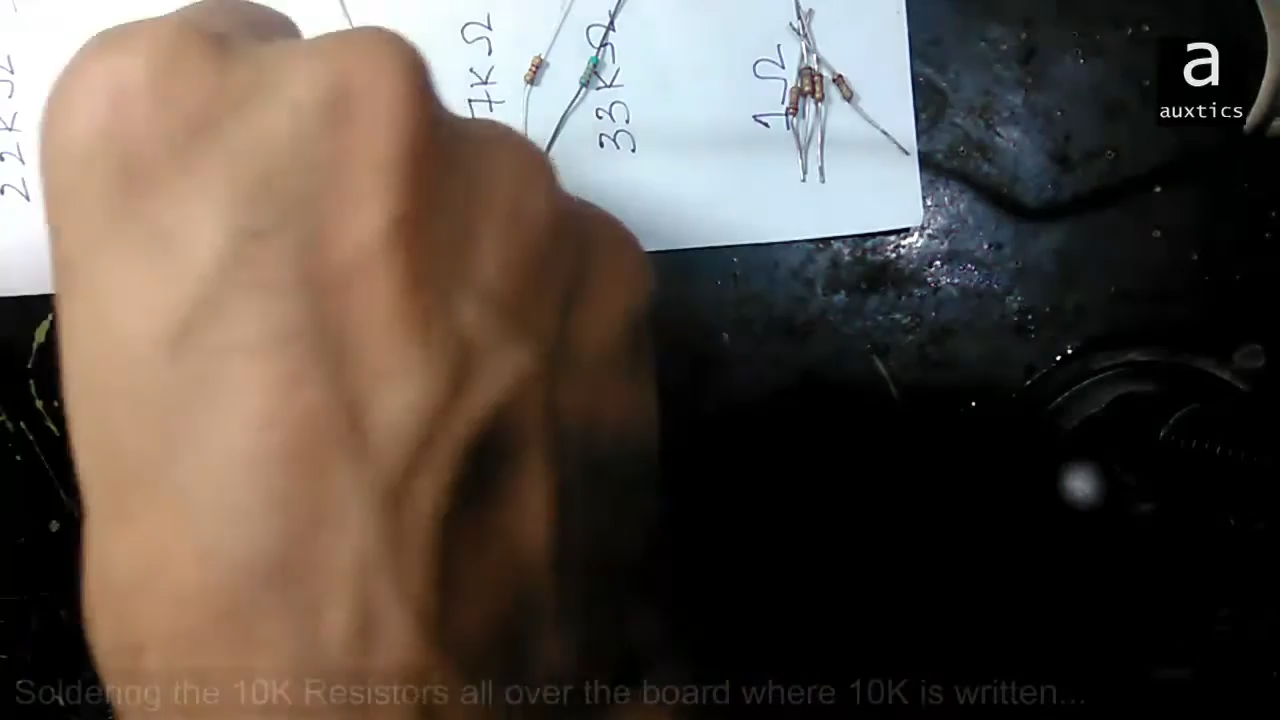 22KΩ
7KΩ
33KΩ
1Ω
a
auxtics
Soldering the 10K Resistors all over the board where 10K is written...